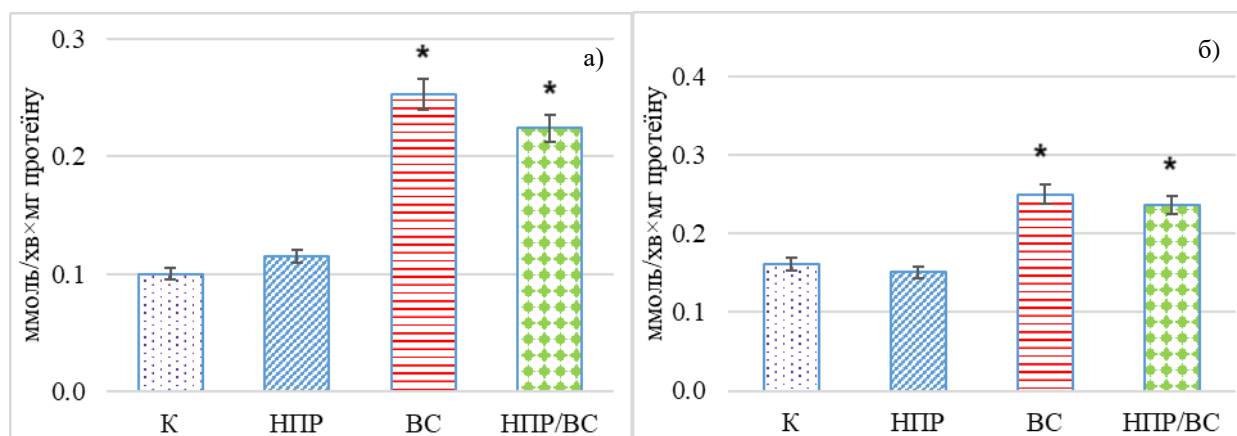 а)
ммоль/хв×мг протеїну
0.3
0.2
0.1
0.0
*
*
К НПР ВС НПР/ВС
б)
ммоль/хв×мг протеїну
0.4
0.3
0.2
0.1
0.0
*
*
К НПР ВС НПР/ВС